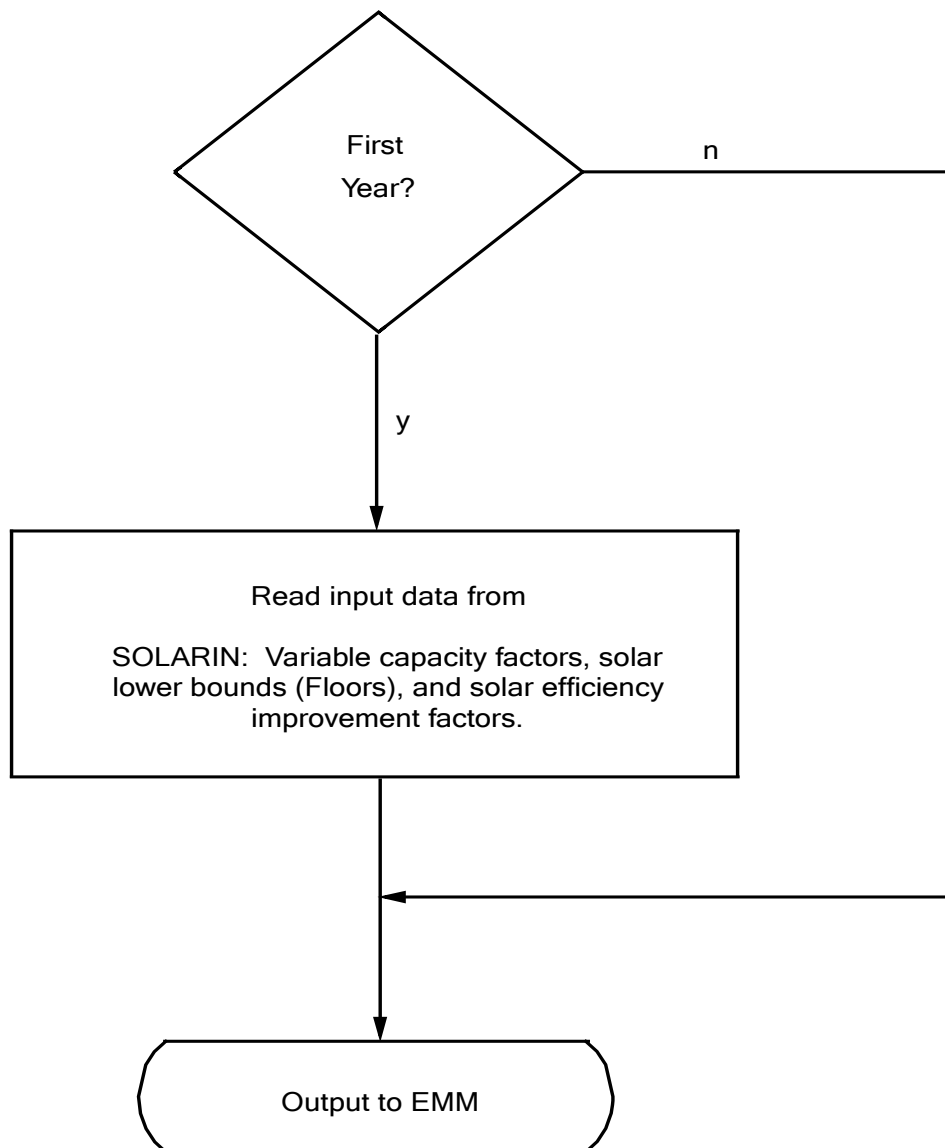 First
Year?
n
y
Read input data from
SOLARIN:  Variable capacity factors, solar
lower bounds (Floors), and solar efficiency
improvement factors.
Output to EMM